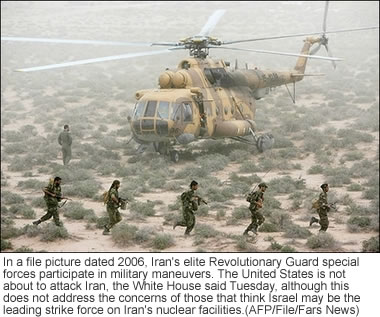 In a file picture dated 2006, Iran's elite Revolutionary Guard special
forces participate in military maneuvers. The United States is not
about to attack Iran, the White House said Tuesday, although this
does not address the concerns of those that think Israel may be the
leading strike force on Iran's nuclear facilities.(AFP/File/Fars News)